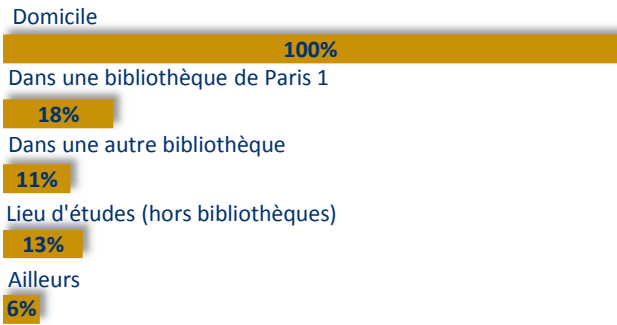 Domicile
100%
Dans une bibliothèque de Paris 1
18%
Dans une autre bibliothèque
11%
Lieu d'études (hors bibliothèques)
13%
Ailleurs
6%